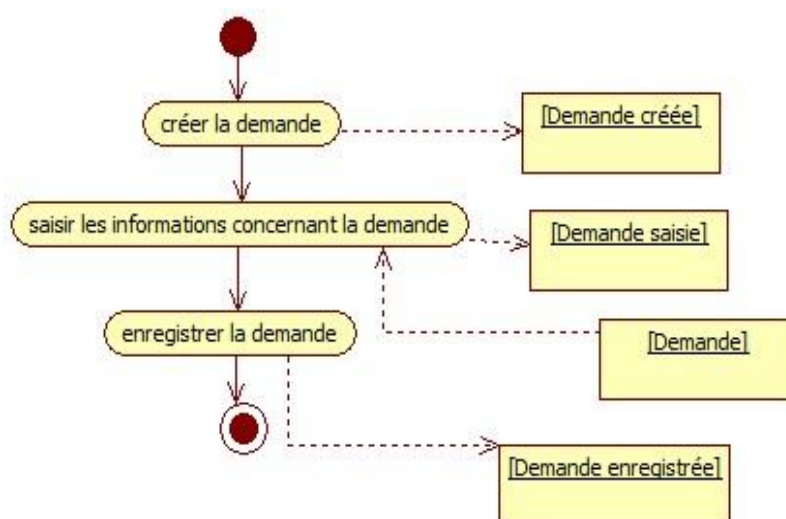 créer la demande
[Demande créée]
saisir les informations concernant la demande
[Demande saisie]
enregistrer la demande
[Demande]
[Demande enregistrée]